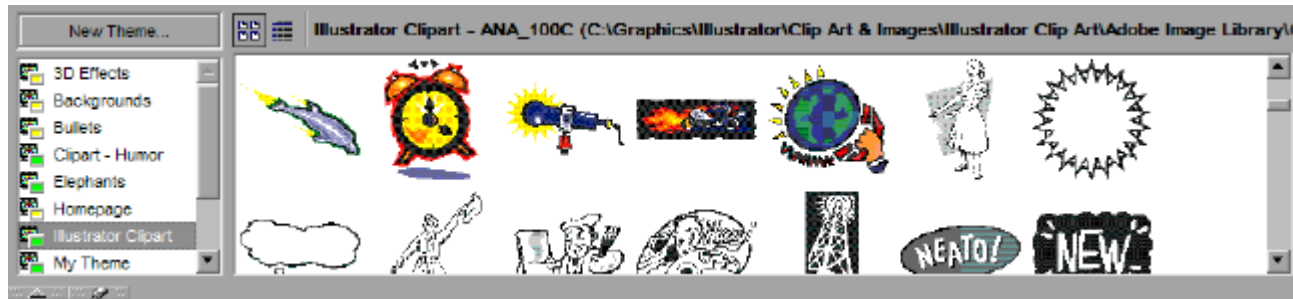 New Theme...
Illustrator Clipart - ANA_100C (C:\Graphics\Illustrator\Clip Art & Images\Illustrator Clip Art\Adobe Image Library\
3D Effects
Backgrounds
Bullets
Clipart - Humor
Elephants
Homepage
Illustrator Clipart
My Theme
NEATO!
NEW